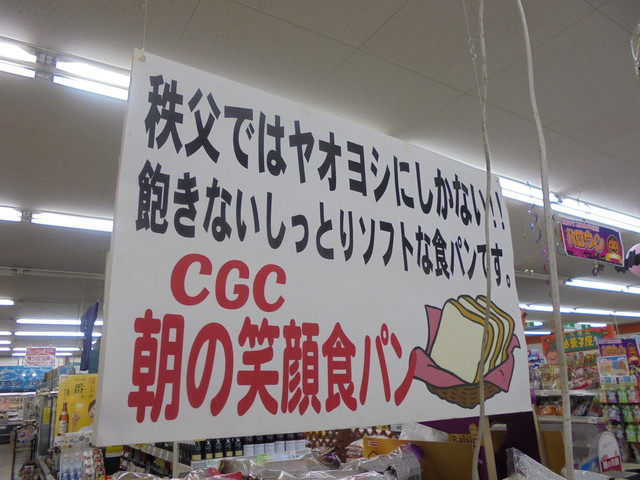 秩父ではヤオヨシにしかない!!
飽きないしっとりソフトな食パンです。
CGC
朝の笑顔食パン
ハロウィン